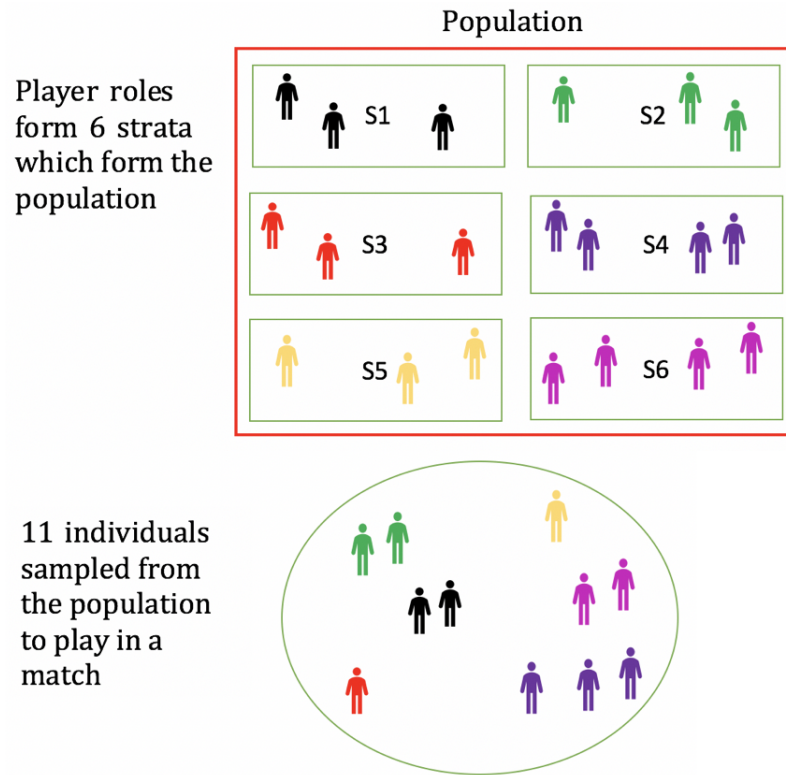 Population
Player roles
form 6 strata
which form the
population
S1
S2
S3
S4
S5
S6
11 individuals
sampled from
the population
to play in a
match